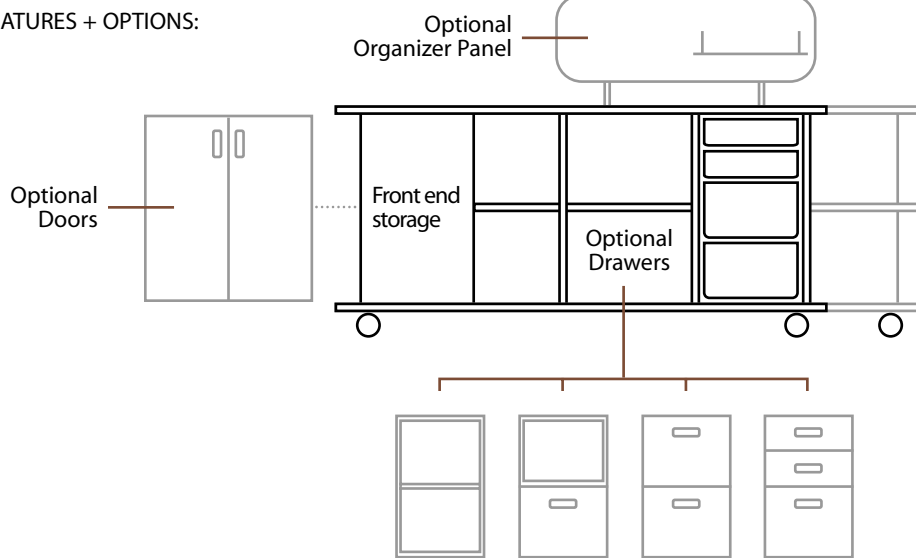 ATURES + OPTIONS:
Optional
Organizer Panel
Optional
Doors
Front end
storage
Optional
Drawers